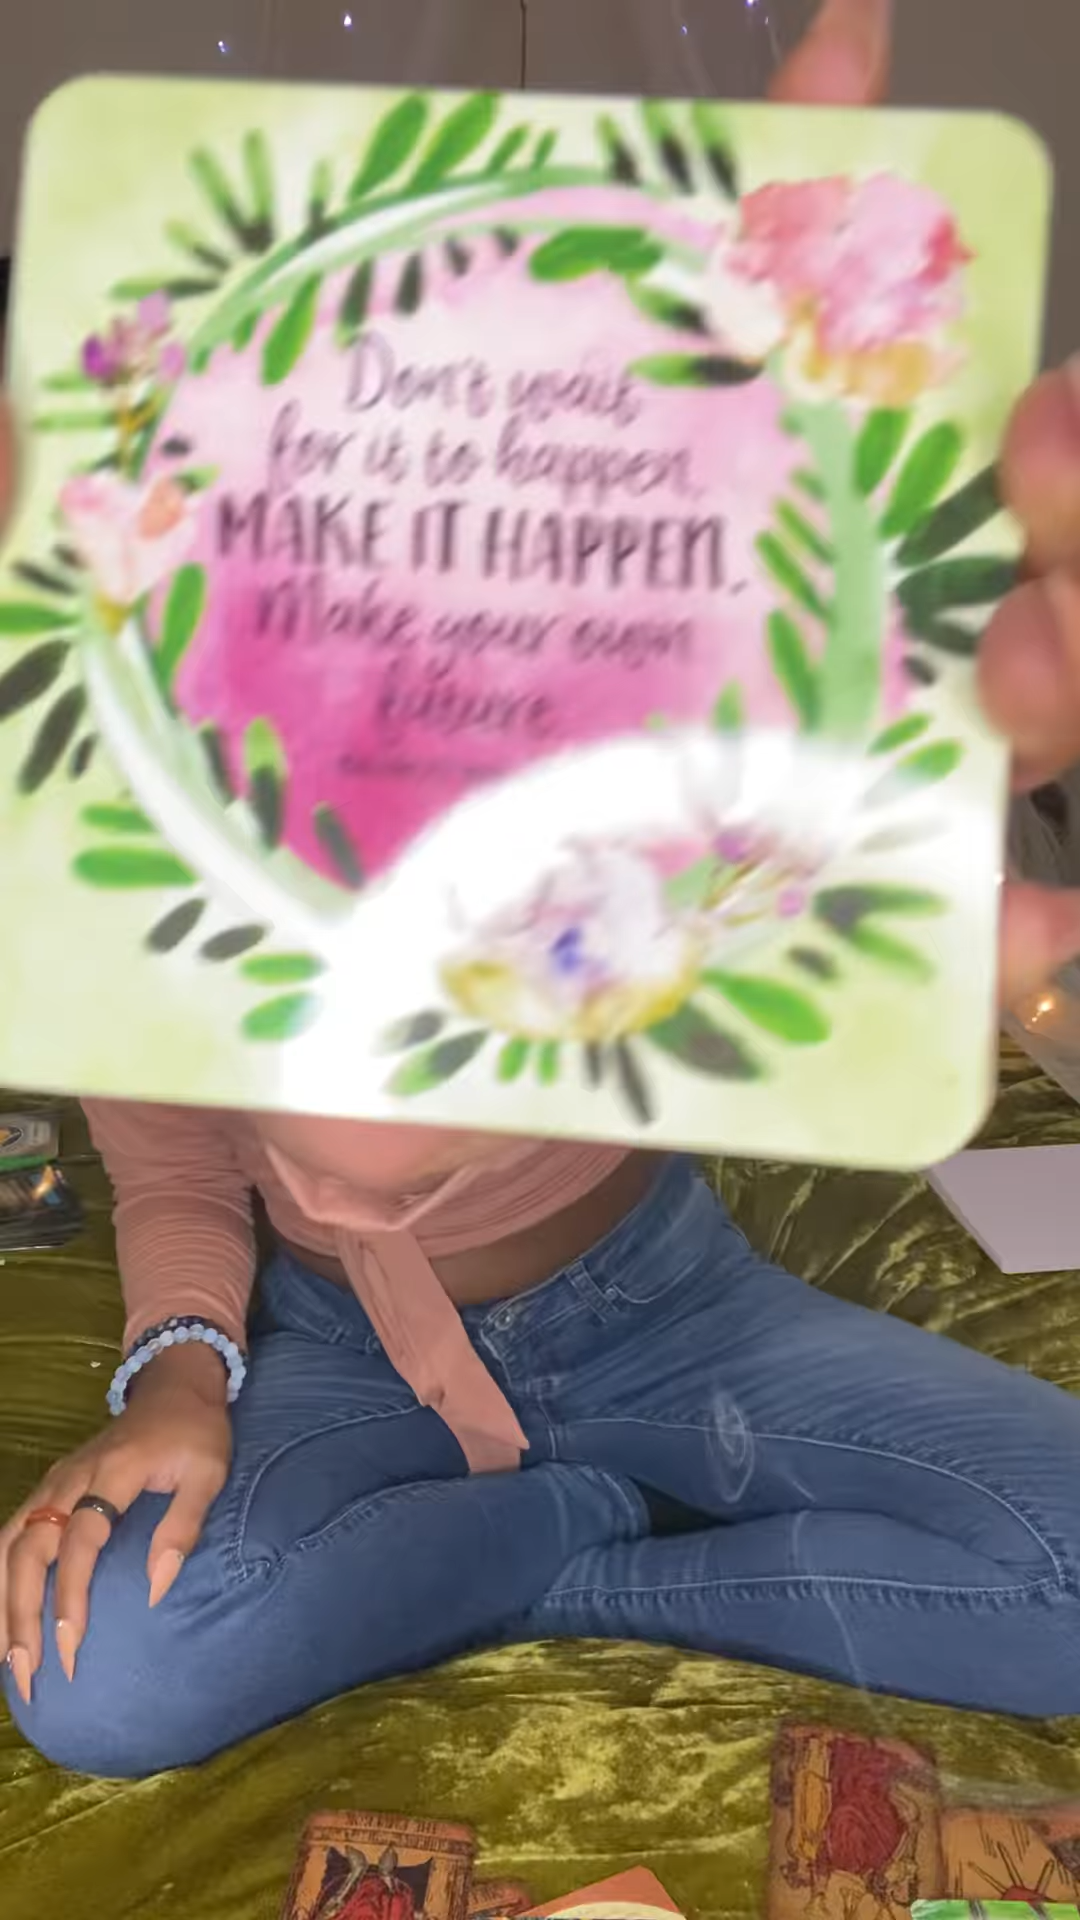 Don't wait
for it to happen,
MAKE IT HAPPEN.
Make your own
future